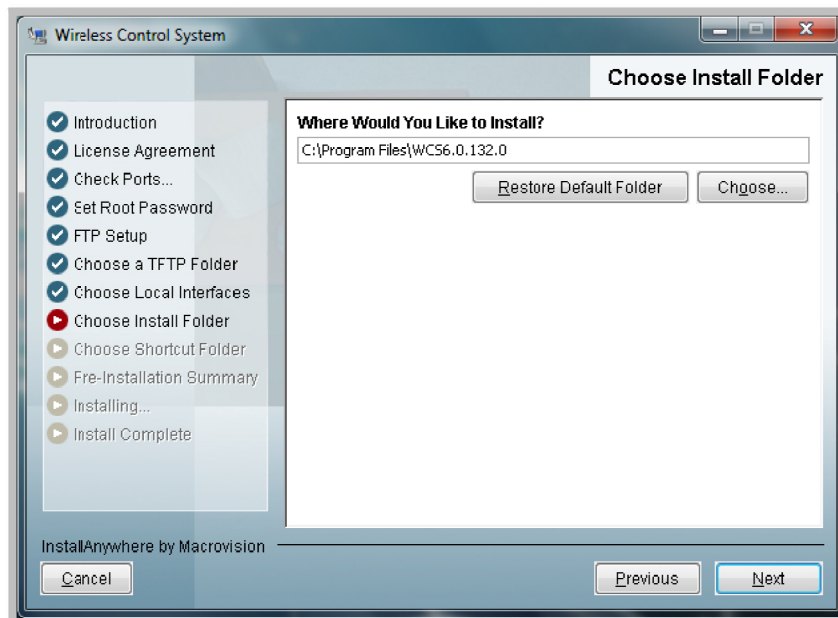 Wireless Control System
Choose Install Folder
Introduction
License Agreement
Check Ports...
Set Root Password
FTP Setup
Choose a TFTP Folder
Choose Local Interfaces
Choose Install Folder
Choose Shortcut Folder
Pre-Installation Summary
Installing...
Install Complete
Where Would You Like to Install?
C:\Program Files\WCS6.0.132.0
Restore Default Folder
Choose...
InstallAnywhere by Macrovision
Cancel
Previous
Next